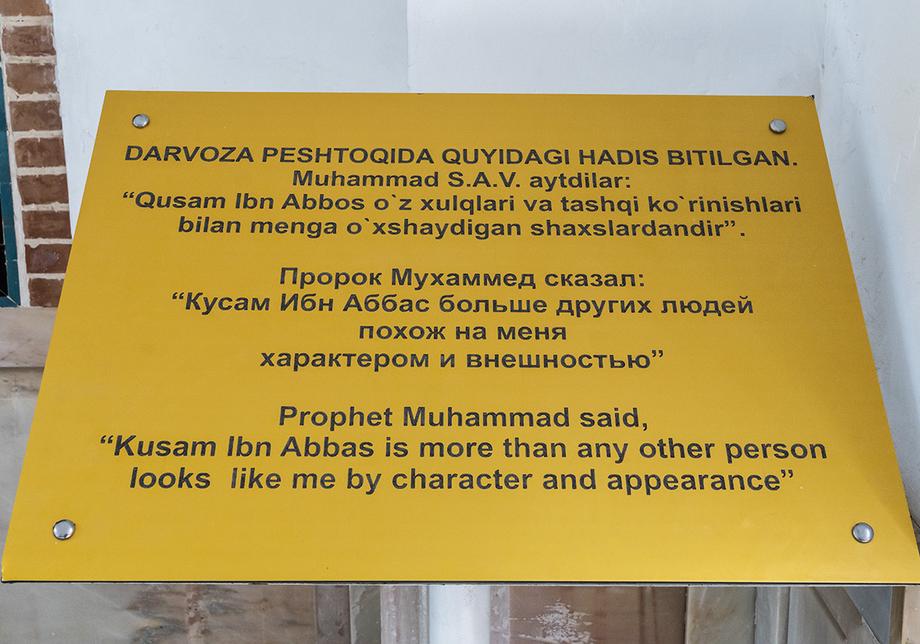 DARVOZA PESHTOQIDA QUYIDAGI HADIS BITILGAN.
Muhammad S.A.V. aytdilar:
“Qusam Ibn Abbos o`z xulqlari va tashqi ko`rinishlari
bilan menga o`xshaydigan shaxslardandir”.
Пророк Мухаммед сказал:
“Кусам Ибн Аббас больше других людей
похож на меня
характером и внешностью”
Prophet Muhammad said,
“Kusam Ibn Abbas is more than any other person
looks  like me by character and appearance”